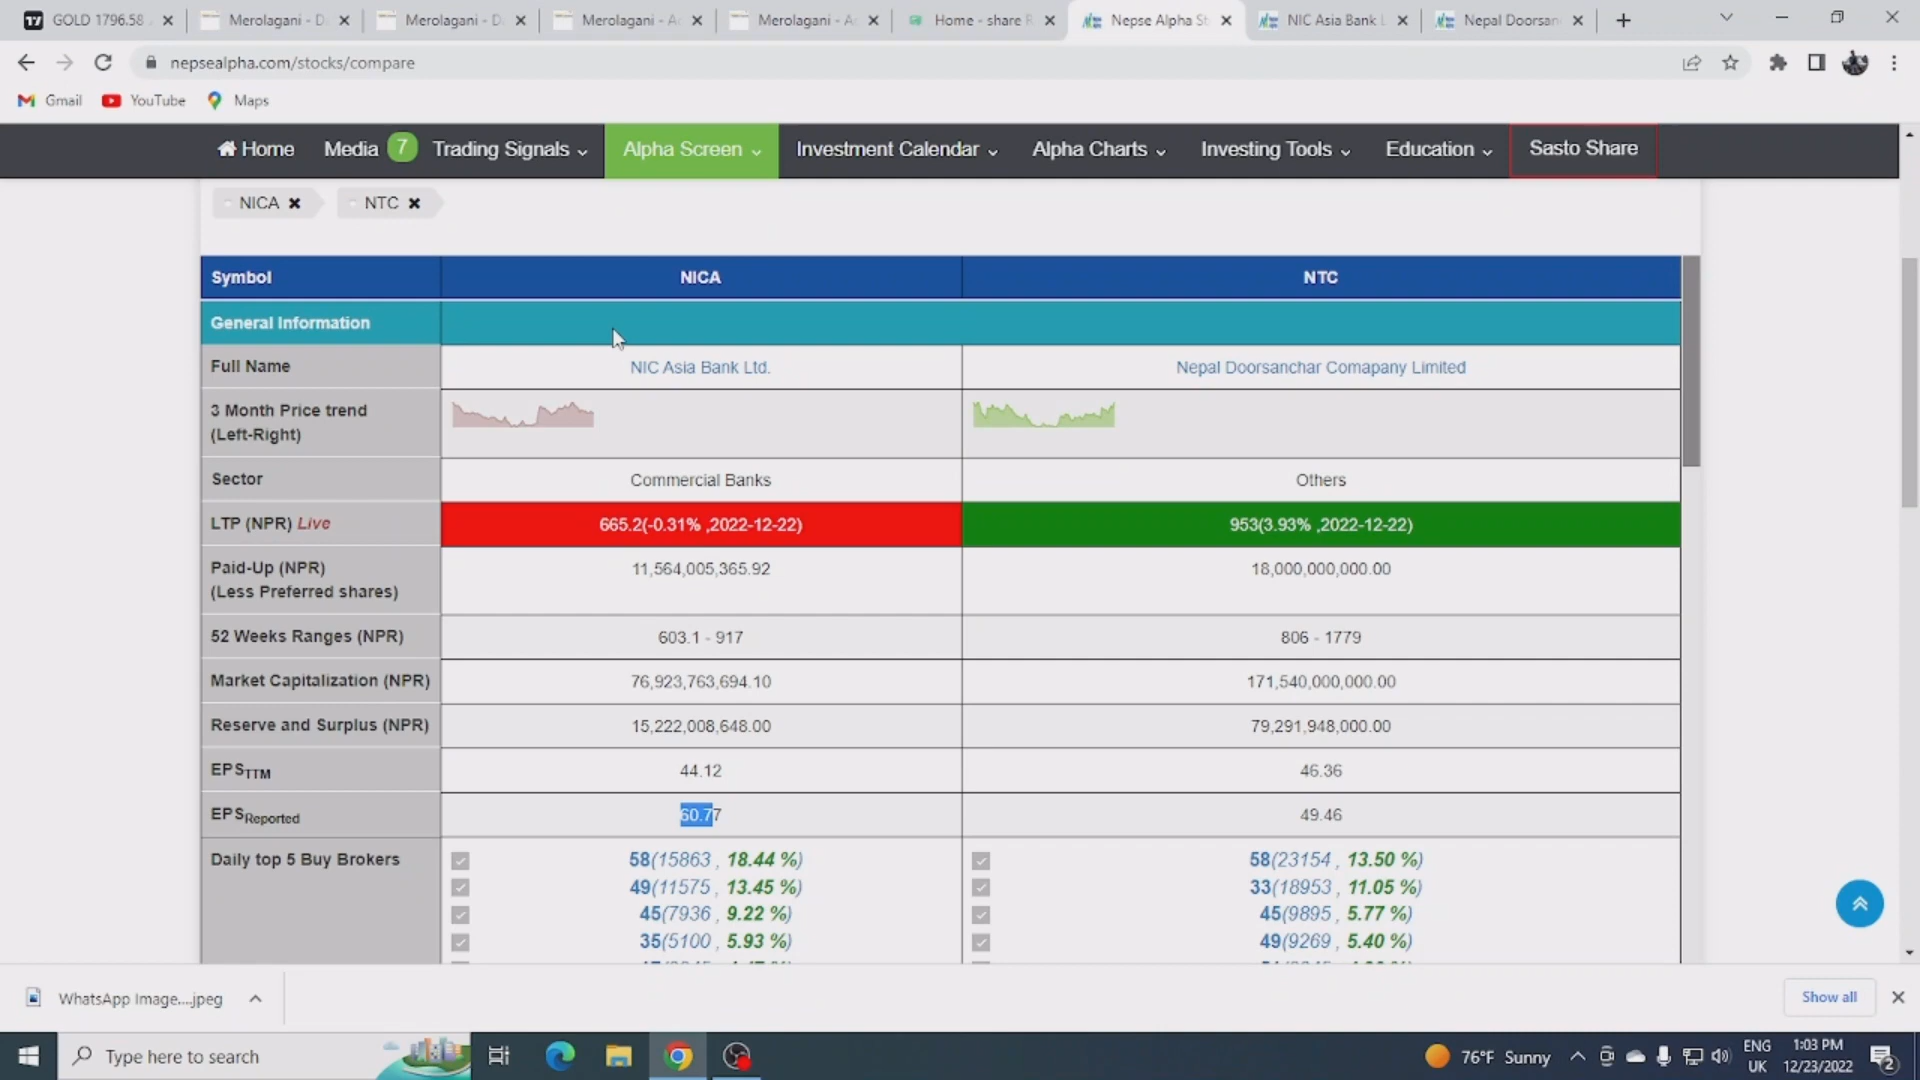 GOLD 1796.58
Merolagani - D
Merolagani - D
Merolagani - Ac
Merolagani - Ac
Home - share R
Nepse Alpha St
NIC Asia Bank L
Nepal Doorsan
nepsealpha.com/stocks/compare
Gmail
YouTube
Maps
Home
Media 7
Trading Signals
Alpha Screen
Investment Calendar
Alpha Charts
Investing Tools
Education
Sasto Share
NICA
NTC
Symbol NICA NTC
General Information
Full Name NIC Asia Bank Ltd. Nepal Doorsanchar Comapany Limited
3 Month Price trend
(Left-Right)
Sector Commercial Banks Others
LTP (NPR) Live 665.2(-0.31% ,2022-12-22) 953(3.93% ,2022-12-22)
Paid-Up (NPR) 11,564,005,365.92 18,000,000,000.00
(Less Preferred shares)
52 Weeks Ranges (NPR) 603.1 - 917 806 - 1779
Market Capitalization (NPR) 76,923,763,694.10 171,540,000,000.00
Reserve and Surplus (NPR) 15,222,008,648.00 79,291,948,000.00
EPSTTM 44.12 46.36
EPSReported 60.77 49.46
Daily top 5 Buy Brokers 58(15863 , 18.44 %) 58(23154 , 13.50 %)
49(11575 , 13.45 %) 33(18953 , 11.05 %)
45(7936 , 9.22 %) 45(9895 , 5.77 %)
35(5100 , 5.93 %) 49(9269 , 5.40 %)
WhatsApp Image....jpeg
Show all
Type here to search
76°F Sunny
ENG
UK
1:03 PM
12/23/2022
2